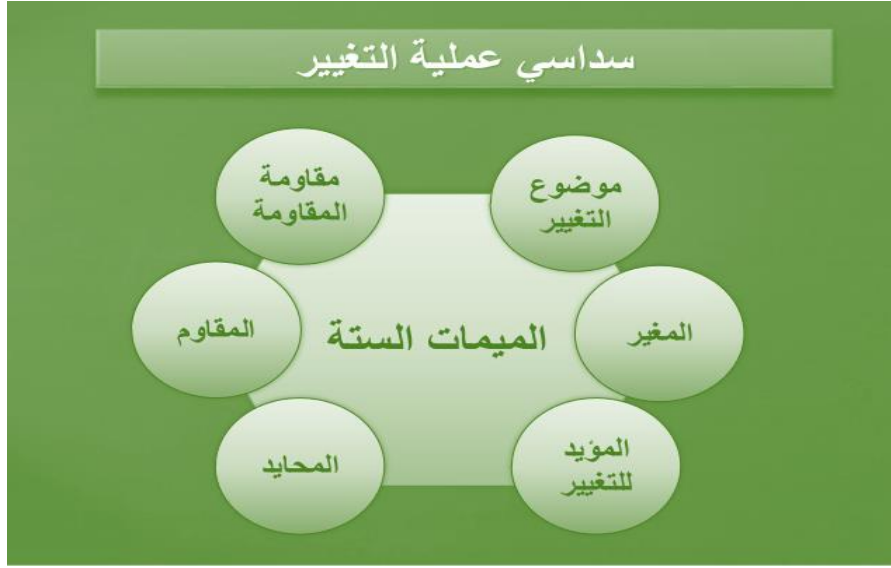 سداسي عملية التغيير
موضوع
التغيير
المغير
المؤيد
للتغيير
المحايد
المقاوم
مقاومة
المقاومة
الميمات الستة